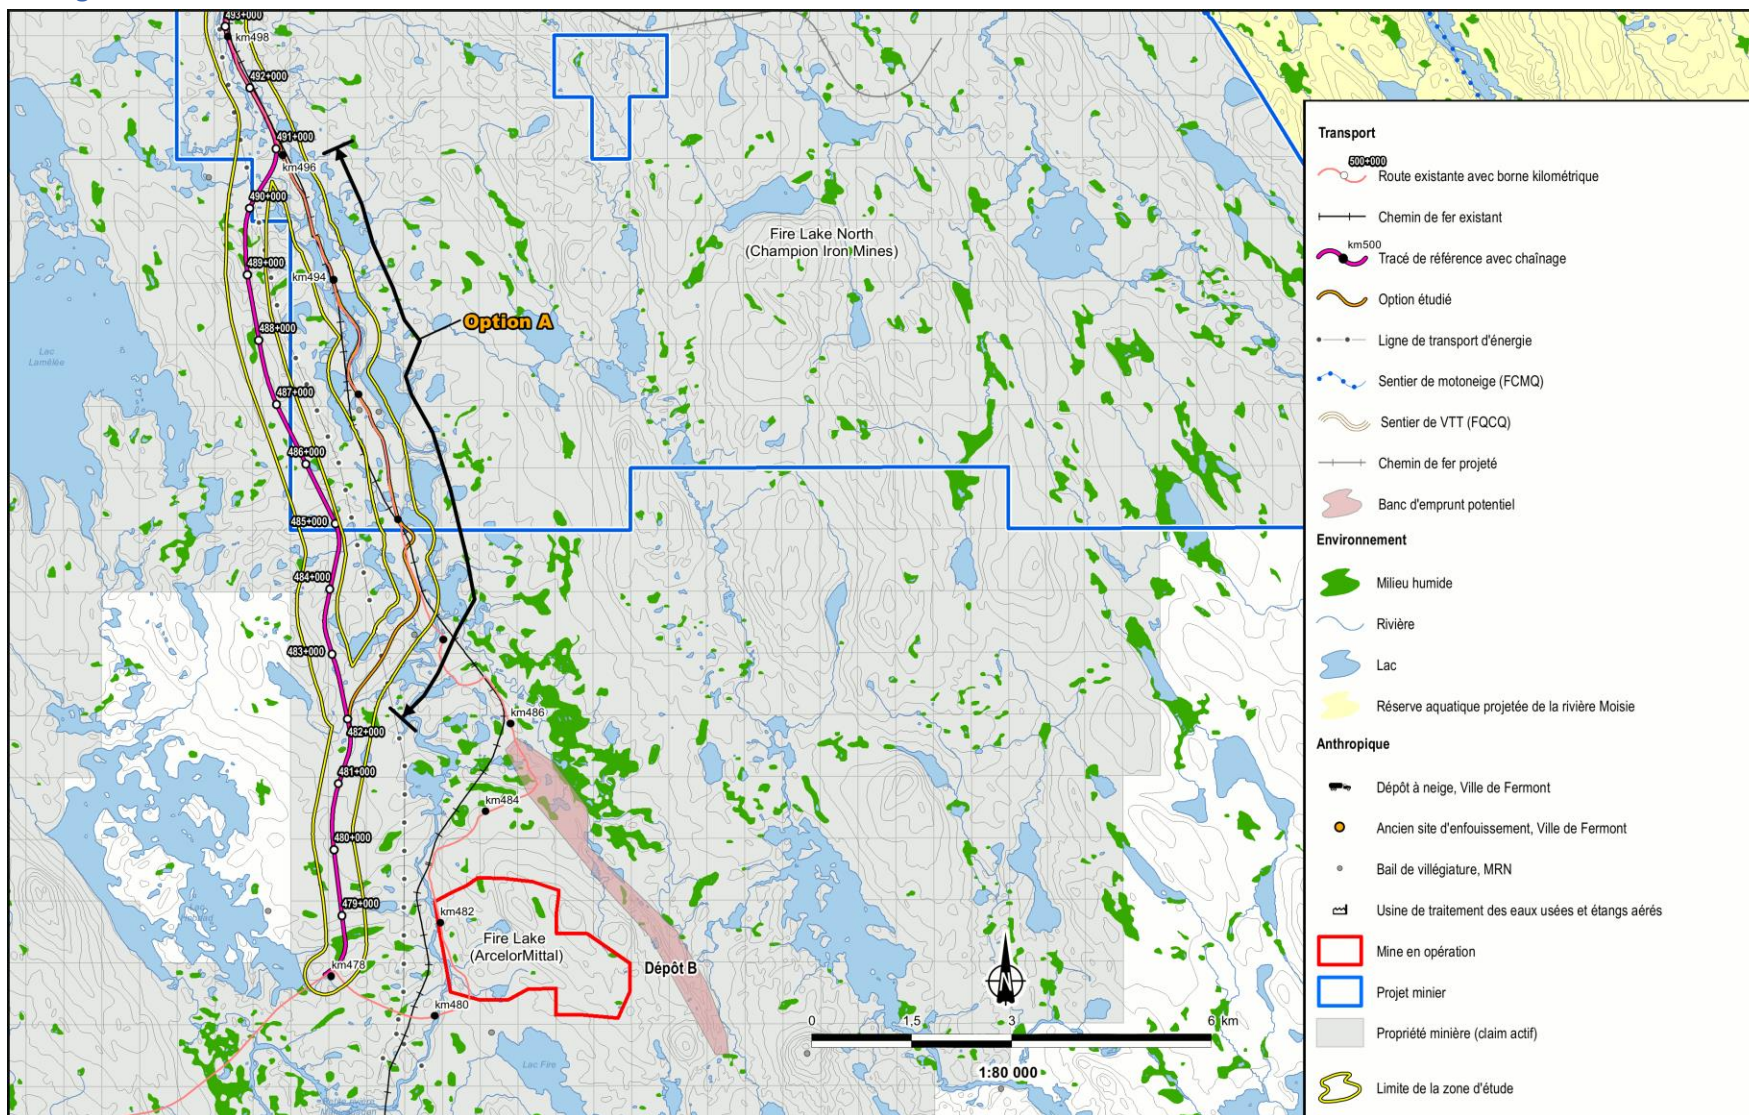 493+000
km498
492+000
491+000
km496
490+000
489+000
km494
488+000
Option A
487+000
486+000
485+000
484+000
483+000
482+000
km486
481+000
km484
480+000
479+000
km482
km478
km480
Lac
Lamêlée
Fire Lake North
(Champion Iron Mines)
Fire Lake
(ArcelorMittal)
Dépôt B
Lac Fire
N
0 1,5 3 6 km
1:80 000
Transport
500+000
Route existante avec borne kilométrique
Chemin de fer existant
km500
Tracé de référence avec chaînage
Option étudié
Ligne de transport d'énergie
Sentier de motoneige (FCMQ)
Sentier de VTT (FQCQ)
Chemin de fer projeté
Banc d'emprunt potentiel
Environnement
Milieu humide
Rivière
Lac
Réserve aquatique projetée de la rivière Moisie
Anthropique
Dépôt à neige, Ville de Fermont
Ancien site d'enfouissement, Ville de Fermont
Bail de villégiature, MRN
Usine de traitement des eaux usées et étangs aérés
Mine en opération
Projet minier
Propriété minière (claim actif)
Limite de la zone d'étude